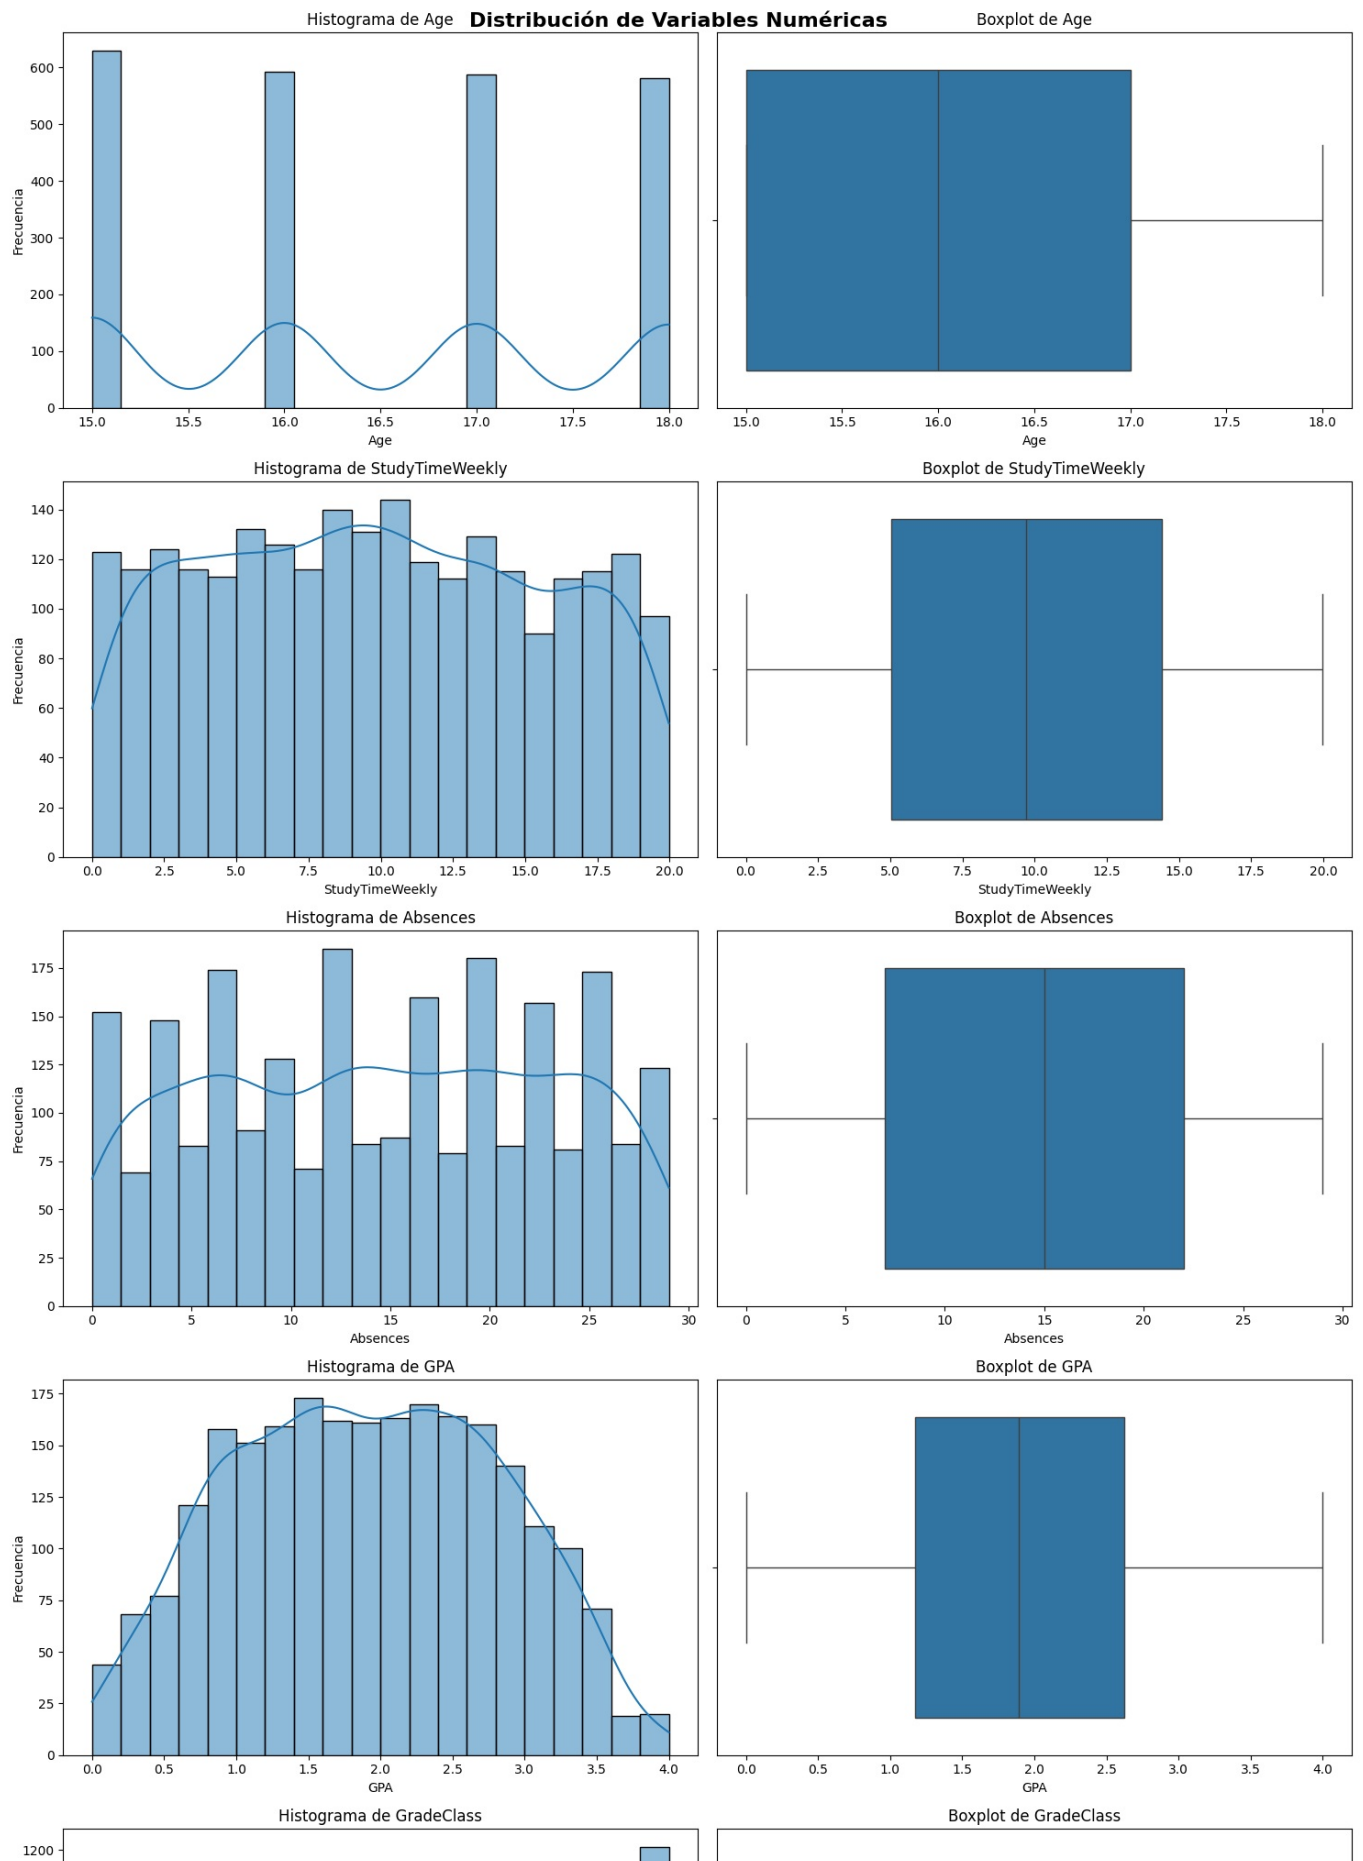 Distribución de Variables Numéricas
Histograma de Age
Boxplot de Age
600
500
400
300
200
100
0
Frecuencia
15.0 15.5 16.0 16.5 17.0 17.5 18.0
Age
15.0 15.5 16.0 16.5 17.0 17.5 18.0
Age
Histograma de StudyTimeWeekly
Boxplot de StudyTimeWeekly
140
120
100
80
60
40
20
0
Frecuencia
0.0 2.5 5.0 7.5 10.0 12.5 15.0 17.5 20.0
StudyTimeWeekly
0.0 2.5 5.0 7.5 10.0 12.5 15.0 17.5 20.0
StudyTimeWeekly
Histograma de Absences
Boxplot de Absences
175
150
125
100
75
50
25
0
Frecuencia
0 5 10 15 20 25 30
Absences
0 5 10 15 20 25 30
Absences
Histograma de GPA
Boxplot de GPA
175
150
125
100
75
50
25
0
Frecuencia
0.0 0.5 1.0 1.5 2.0 2.5 3.0 3.5 4.0
GPA
0.0 0.5 1.0 1.5 2.0 2.5 3.0 3.5 4.0
GPA
Histograma de GradeClass
Boxplot de GradeClass
1200